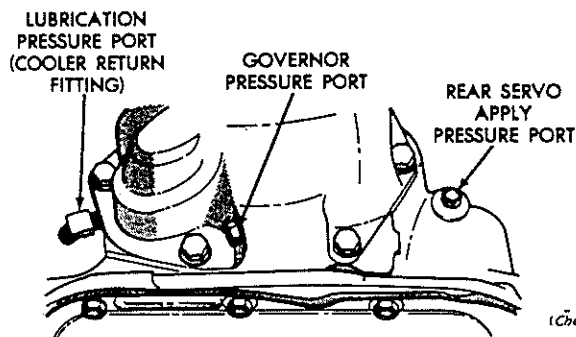 LUBRICATION
PRESSURE PORT
(COOLER RETURN
FITTING)
GOVERNOR
PRESSURE PORT
REAR SERVO
APPLY
PRESSURE PORT